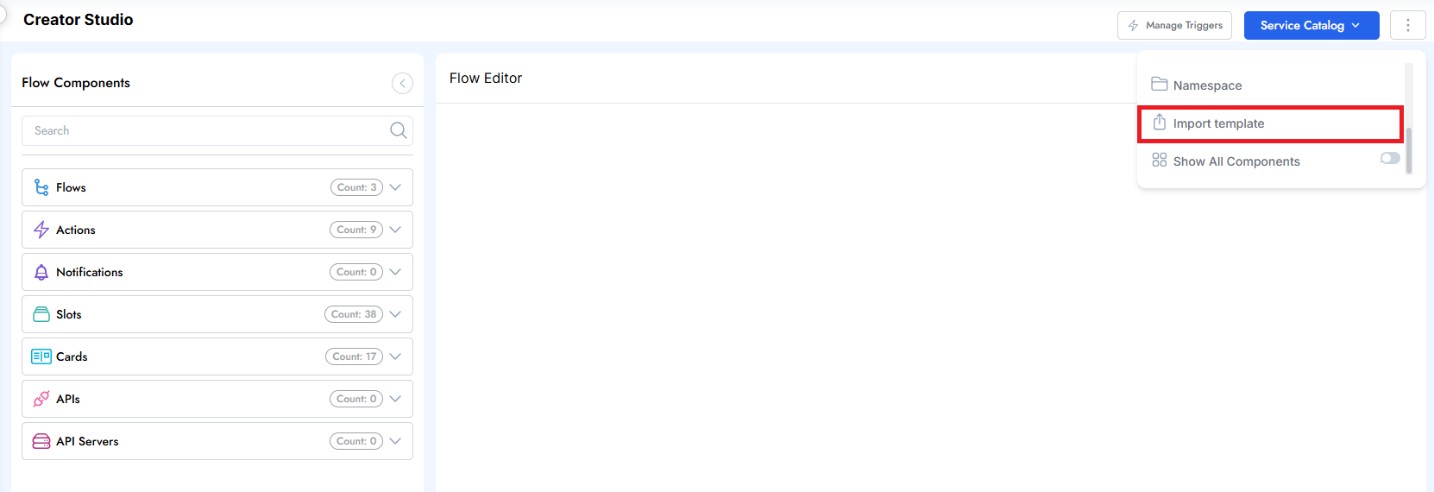 Creator Studio
Manage Triggers
Service Catalog
Flow Components
Flow Editor
Namespace
Import template
Show All Components
Search
Flows Count: 3
Actions Count: 9
Notifications Count: 0
Slots Count: 38
Cards Count: 17
APIs Count: 0
API Servers Count: 0